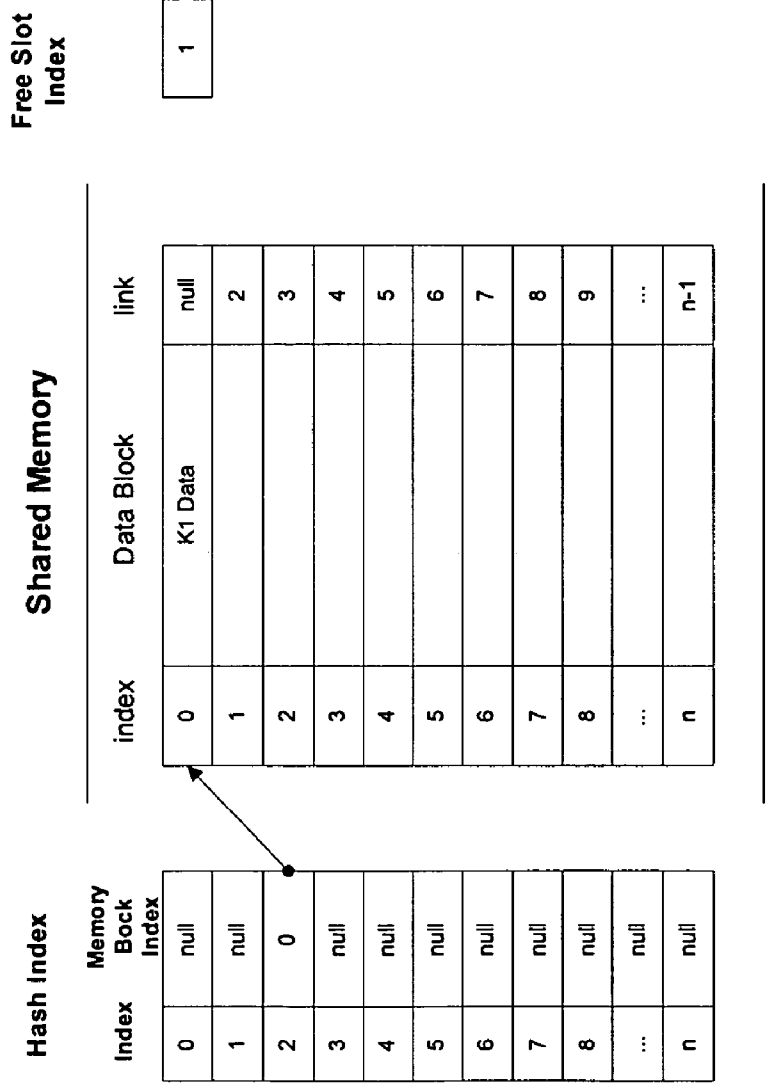 Hash Index
Shared Memory
Free Slot
Index
Index
Memory
Bock
Index
index
Data Block
link
0 null
1 null
2 0
3 null
4 null
5 null
6 null
7 null
8 null
... null
n null
0 K1 Data null
1 2
2 3
3 4
4 5
5 6
6 7
7 8
8 9
... ...
n n-1
1